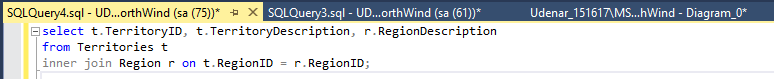 SQLQuery4.sql - UD...orthWind (sa (75))* SQLQuery3.sql - UD...orthWind (sa (61))* Udenar_151617\MS...hWind - Diagram_0*
select t.TerritoryID, t.TerritoryDescription, r.RegionDescription
from Territories t
inner join Region r on t.RegionID = r.RegionID;